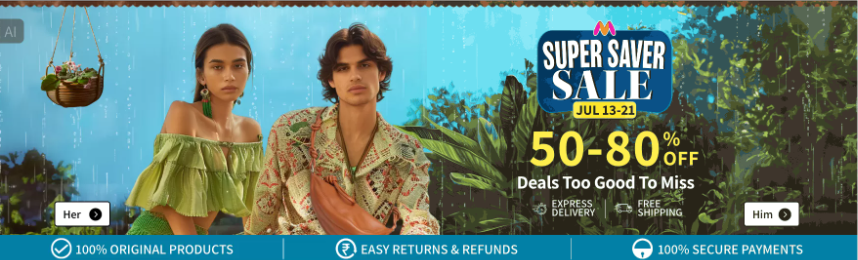 AI
SUPER SAVER
SALE
JUL 13-21
50-80% OFF
Deals Too Good To Miss
EXPRESS DELIVERY
FREE SHIPPING
Her
Him
100% ORIGINAL PRODUCTS
₹ EASY RETURNS & REFUNDS
100% SECURE PAYMENTS